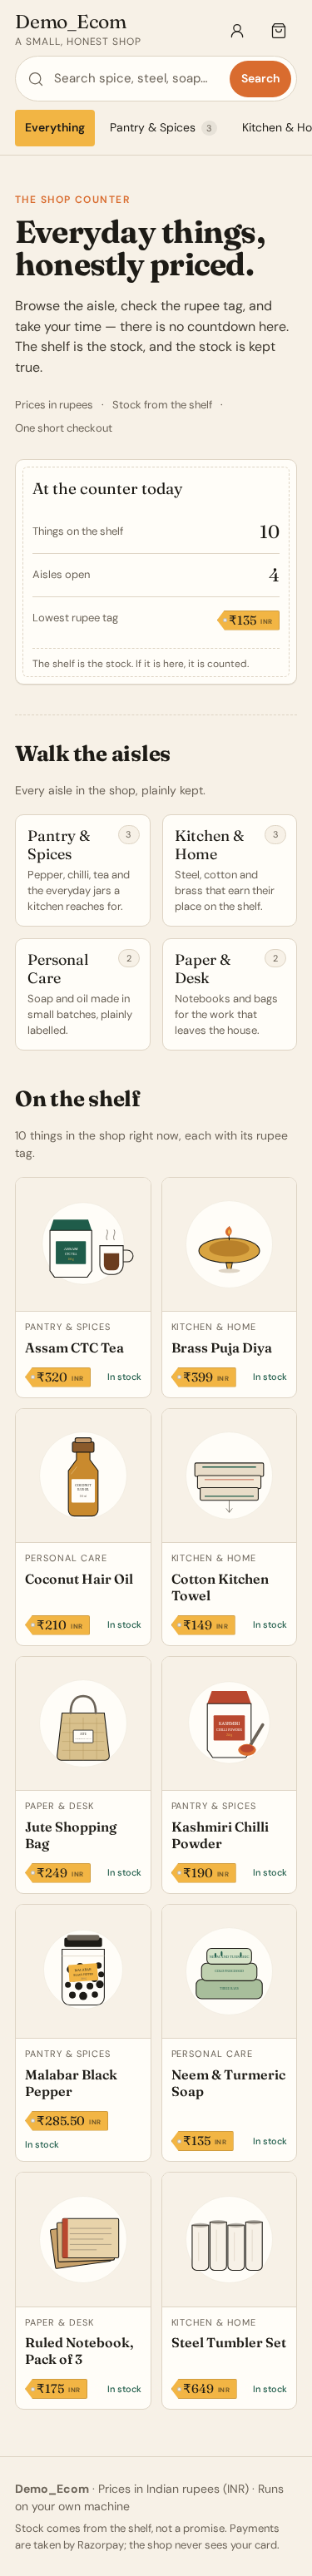 Demo_Ecom
A SMALL, HONEST SHOP
Search spice, steel, soap...
Search
Everything
Pantry & Spices 3
Kitchen & Ho
THE SHOP COUNTER
Everyday things,
honestly priced.
Browse the aisle, check the rupee tag, and
take your time — there is no countdown here.
The shelf is the stock, and the stock is kept
true.
Prices in rupees · Stock from the shelf ·
One short checkout
At the counter today
Things on the shelf 10
Aisles open 4
Lowest rupee tag ₹135 INR
The shelf is the stock. If it is here, it is counted.
Walk the aisles
Every aisle in the shop, plainly kept.
Pantry &
Spices
3
Pepper, chilli, tea and
the everyday jars a
kitchen reaches for.
Kitchen &
Home
3
Steel, cotton and
brass that earn their
place on the shelf.
Personal
Care
2
Soap and oil made in
small batches, plainly
labelled.
Paper &
Desk
2
Notebooks and bags
for the work that
leaves the house.
On the shelf
10 things in the shop right now, each with its rupee
tag.
PANTRY & SPICES
Assam CTC Tea
₹320 INR In stock
KITCHEN & HOME
Brass Puja Diya
₹399 INR In stock
PERSONAL CARE
Coconut Hair Oil
₹210 INR In stock
KITCHEN & HOME
Cotton Kitchen
Towel
₹149 INR In stock
PAPER & DESK
Jute Shopping
Bag
₹249 INR In stock
KASHMIRI
PANTRY & SPICES
Kashmiri Chilli
Powder
₹190 INR In stock
PANTRY & SPICES
Malabar Black
Pepper
₹285.50 INR
In stock
PERSONAL CARE
Neem & Turmeric
Soap
₹135 INR In stock
PAPER & DESK
Ruled Notebook,
Pack of 3
₹175 INR In stock
KITCHEN & HOME
Steel Tumbler Set
₹649 INR In stock
Demo_Ecom · Prices in Indian rupees (INR) · Runs
on your own machine
Stock comes from the shelf, not a promise. Payments
are taken by Razorpay; the shop never sees your card.